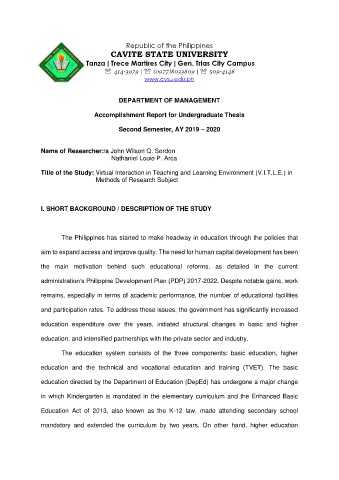 Republic of the Philippines
CAVITE STATE UNIVERSITY
Tanza | Trece Martires City | Gen. Trias City Campus
☏ 414-3979 | ☏ (0977)8032809 | ☏ 509-4148
www.cvsu.edu.ph
DEPARTMENT OF MANAGEMENT
Accomplishment Report for Undergraduate Thesis
Second Semester, AY 2019 – 2020
Name of Researcher:/s John Wilson Q. Serdon
Nathaniel Louie P. Arca
Title of the Study: Virtual Interaction in Teaching and Learning Environment (V.I.T.L.E.) in
Methods of Research Subject
I. SHORT BACKGROUND / DESCRIPTION OF THE STUDY
The Philippines has started to make headway in education through the policies that
aim to expand access and improve quality. The need for human capital development has been
the main motivation behind such educational reforms, as detailed in the current
administration's Philippine Development Plan (PDP) 2017-2022. Despite notable gains, work
remains, especially in terms of academic performance, the number of educational facilities
and participation rates. To address these issues, the government has significantly increased
education expenditure over the years, initiated structural changes in basic and higher
education, and intensified partnerships with the private sector and industry.
The education system consists of the three components: basic education, higher
education and the technical and vocational education and training (TVET). The basic
education directed by the Department of Education (DepEd) has undergone a major change
in which Kindergarten is mandated in the elementary curriculum and the Enhanced Basic
Education Act of 2013, also known as the K-12 law, made attending secondary school
mandatory and extended the curriculum by two years. On other hand, higher education